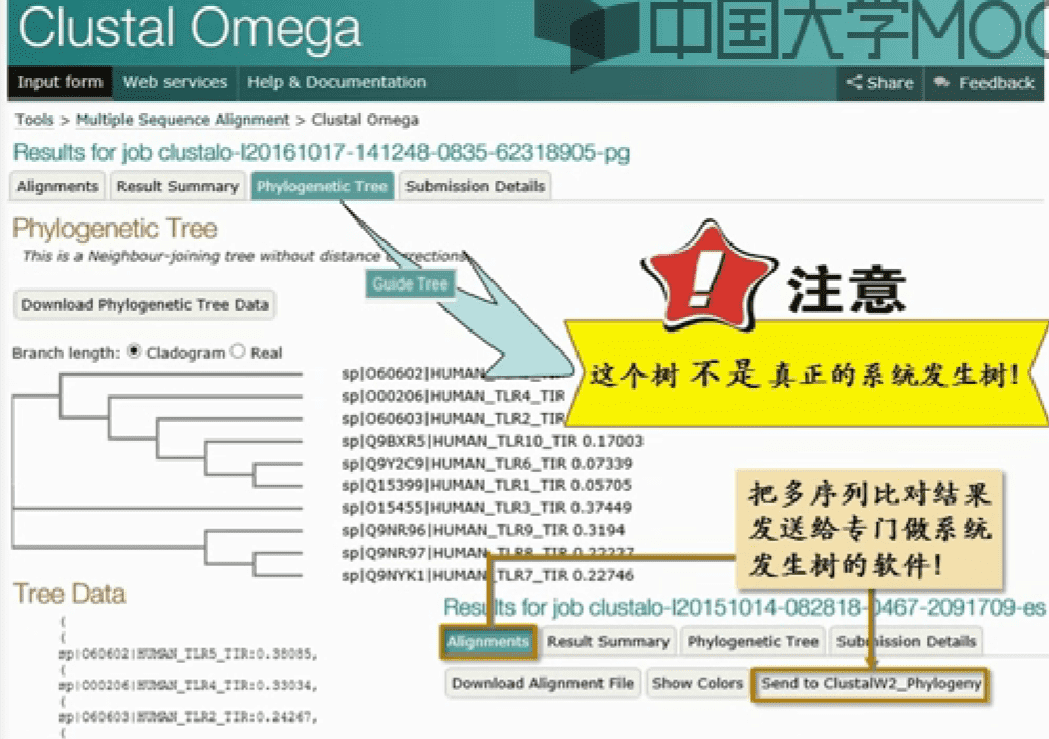 Clustal Omega
中国大学MOO
Input form Web services Help & Documentation Share Feedback
Tools > Multiple Sequence Alignment > Clustal Omega
Results for job clustalo-I20161017-141248-0835-62318905-pg
Alignments Result Summary Phylogenetic Tree Submission Details
Phylogenetic Tree
This is a Neighbour-joining tree without distance corrections.
Guide Tree
Download Phylogenetic Tree Data
注意
这个树 不是 真正的系统发生树!
Branch length: Cladogram Real
sp|O60602|HUMAN_
sp|O00206|HUMAN_TLR4_TIR
sp|O60603|HUMAN_TLR2_TIR
sp|Q9BXR5|HUMAN_TLR10_TIR 0.17003
sp|Q9Y2C9|HUMAN_TLR6_TIR 0.07339
sp|Q15399|HUMAN_TLR1_TIR 0.05705
sp|O15455|HUMAN_TLR3_TIR 0.37449
sp|Q9NR96|HUMAN_TLR9_TIR 0.3194
sp|Q9NR97|HUMAN_TLR8_TIR 0.22237
sp|Q9NYK1|HUMAN_TLR7_TIR 0.22746
把多序列比对结果
发送给专门做系统
发生树的软件!
Tree Data
(
(
sp|O60602|HUMAN_TLR5_TIR:0.38085,
(
sp|O00206|HUMAN_TLR4_TIR:0.33034,
(
sp|O60603|HUMAN_TLR2_TIR:0.24267,
(
Results for job clustalo-I20151014-082818-0467-2091709-es
Alignments Result Summary Phylogenetic Tree Submission Details
Download Alignment File Show Colors Send to ClustalW2_Phylogeny